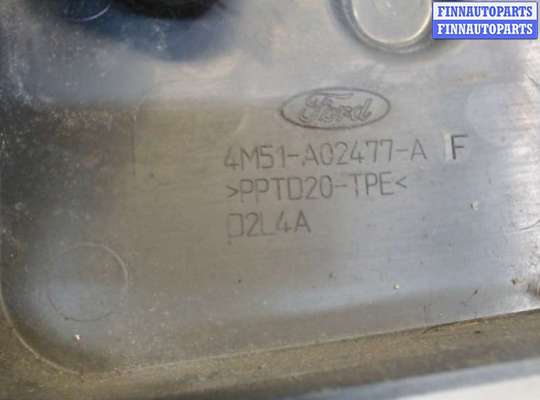 FINNAUTOPARTS
FINNAUTOPARTS
Ford
4M51-A02477-A F
>PPTD20-TPE<
D2L4A